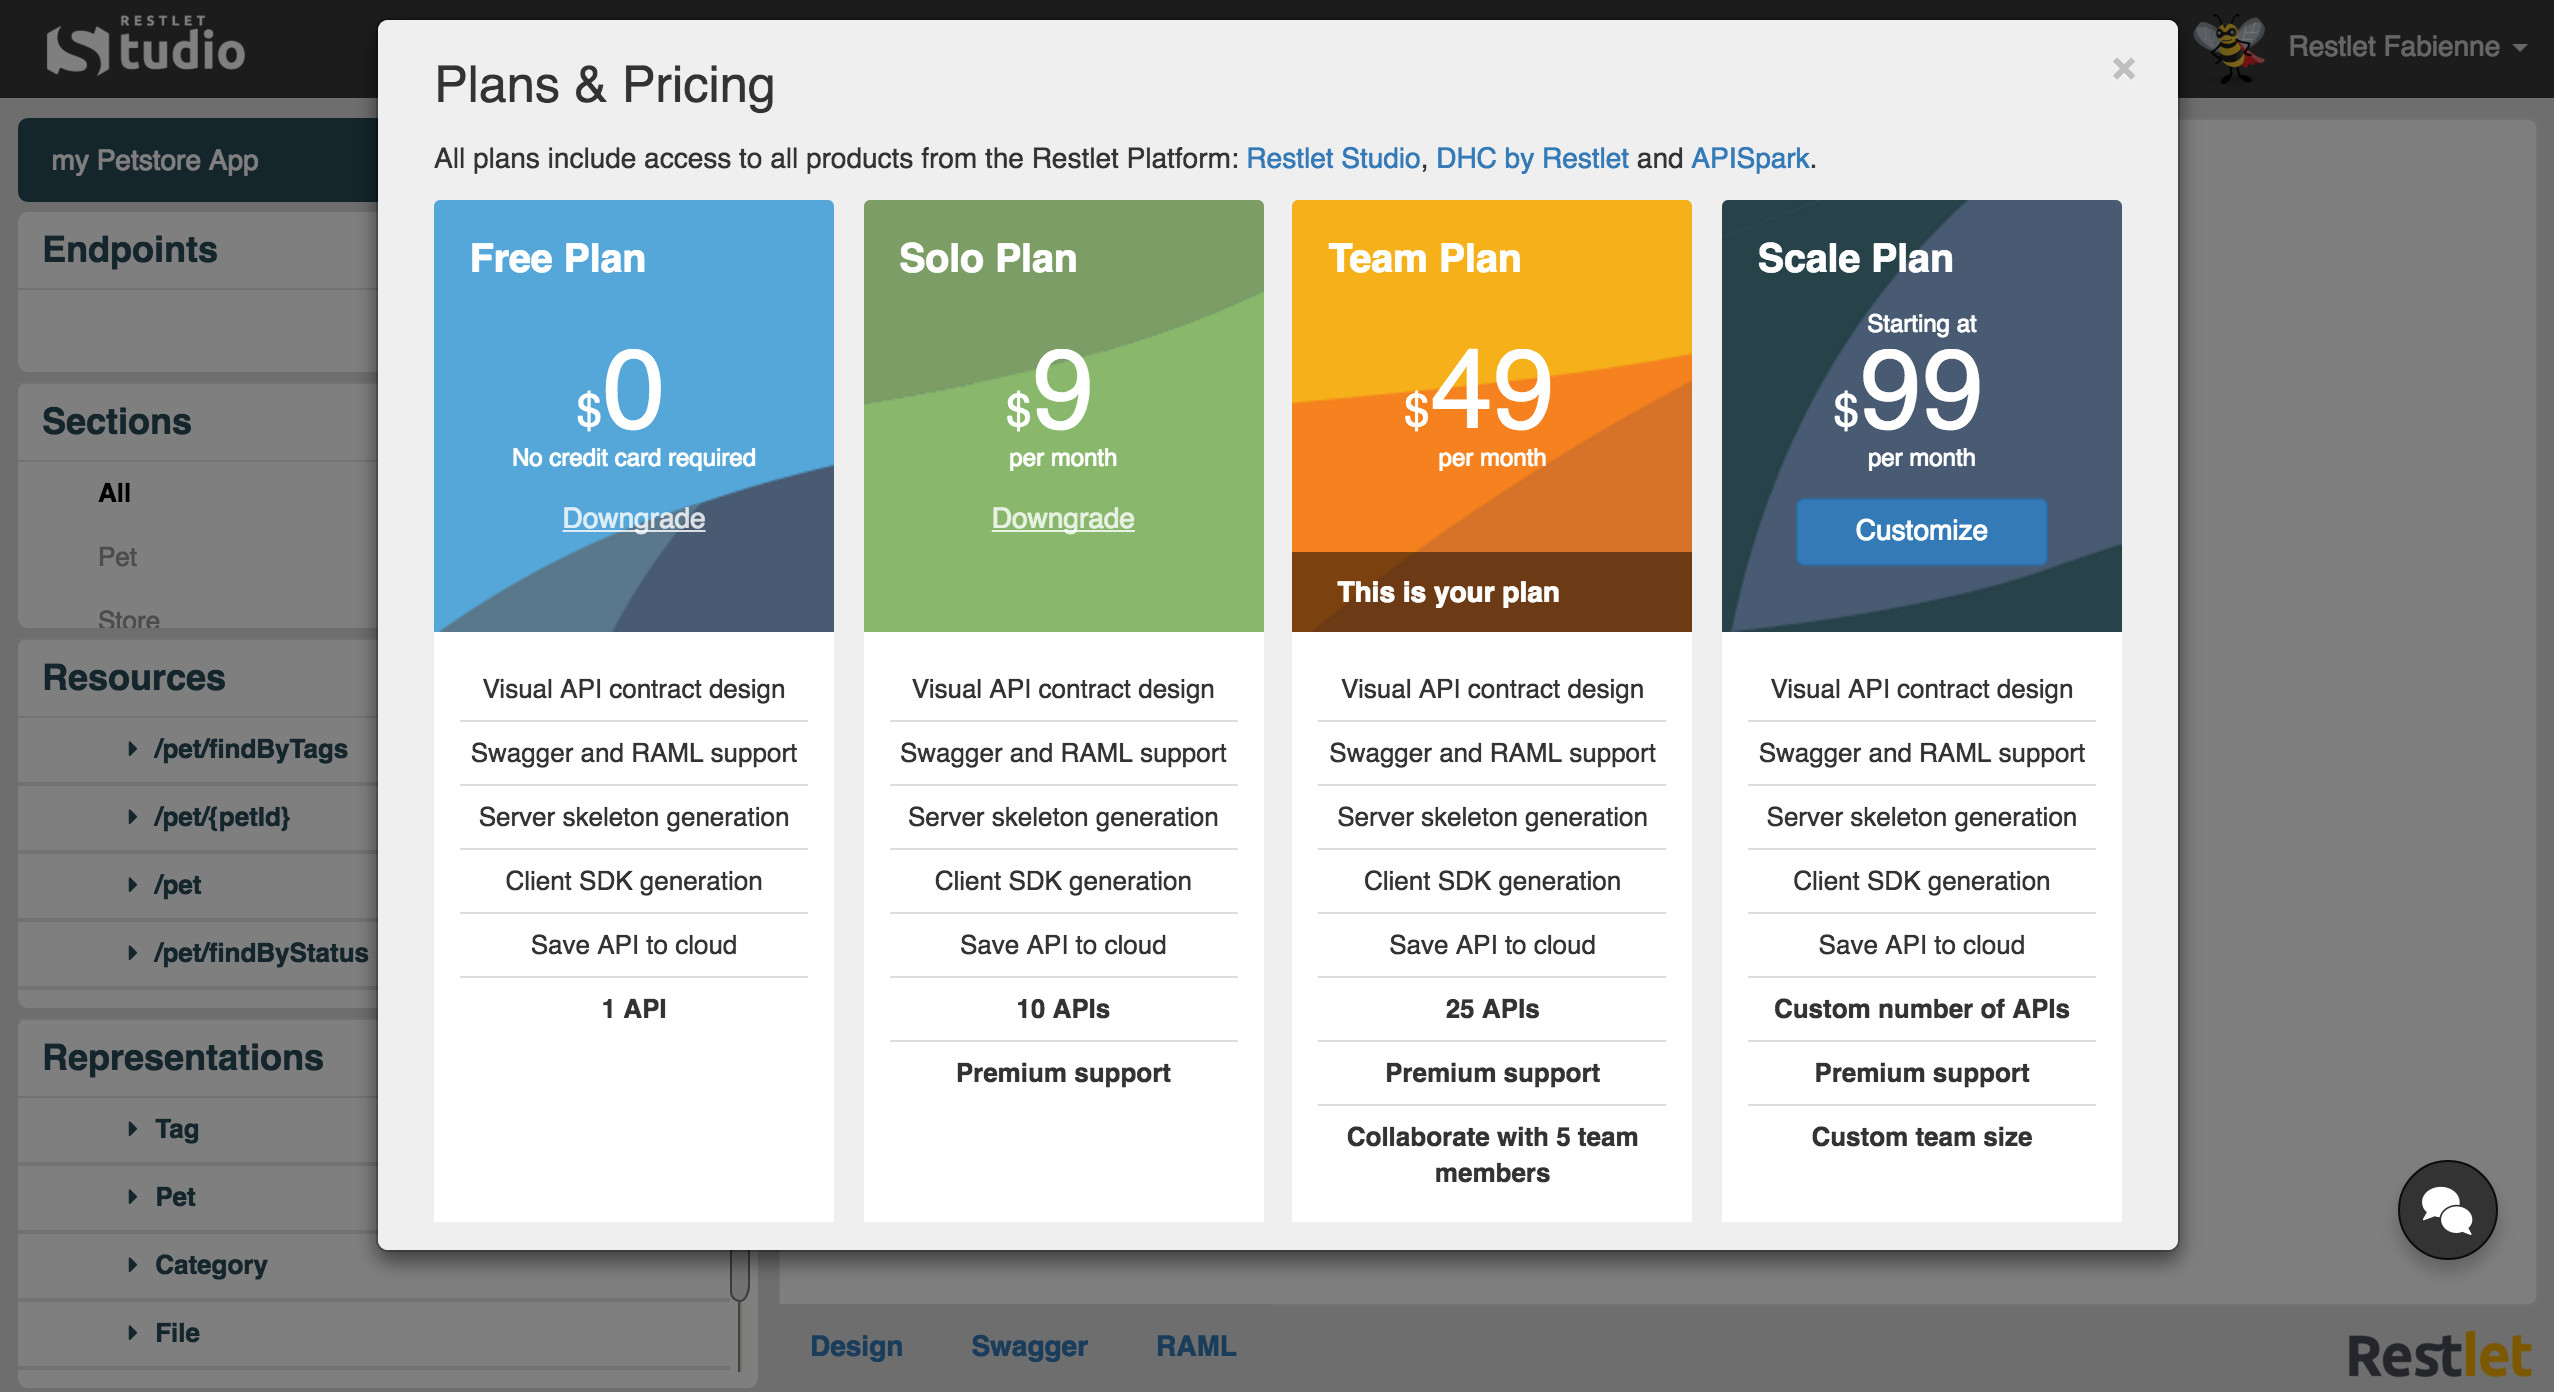 RESTLET
Studio
Restlet Fabienne
my Petstore App
Endpoints
Sections
All
Pet
Store
Resources
/pet/findByTags
/pet/{petId}
/pet
/pet/findByStatus
Representations
Tag
Pet
Category
File
Plans & Pricing
×
All plans include access to all products from the Restlet Platform: Restlet Studio, DHC by Restlet and APISpark.
Free Plan
$0
No credit card required
Downgrade
Visual API contract design
Swagger and RAML support
Server skeleton generation
Client SDK generation
Save API to cloud
1 API
Solo Plan
$9
per month
Downgrade
Visual API contract design
Swagger and RAML support
Server skeleton generation
Client SDK generation
Save API to cloud
10 APIs
Premium support
Team Plan
$49
per month
This is your plan
Visual API contract design
Swagger and RAML support
Server skeleton generation
Client SDK generation
Save API to cloud
25 APIs
Premium support
Collaborate with 5 team
members
Scale Plan
Starting at
$99
per month
Customize
Visual API contract design
Swagger and RAML support
Server skeleton generation
Client SDK generation
Save API to cloud
Custom number of APIs
Premium support
Custom team size
Design
Swagger
RAML
Restlet